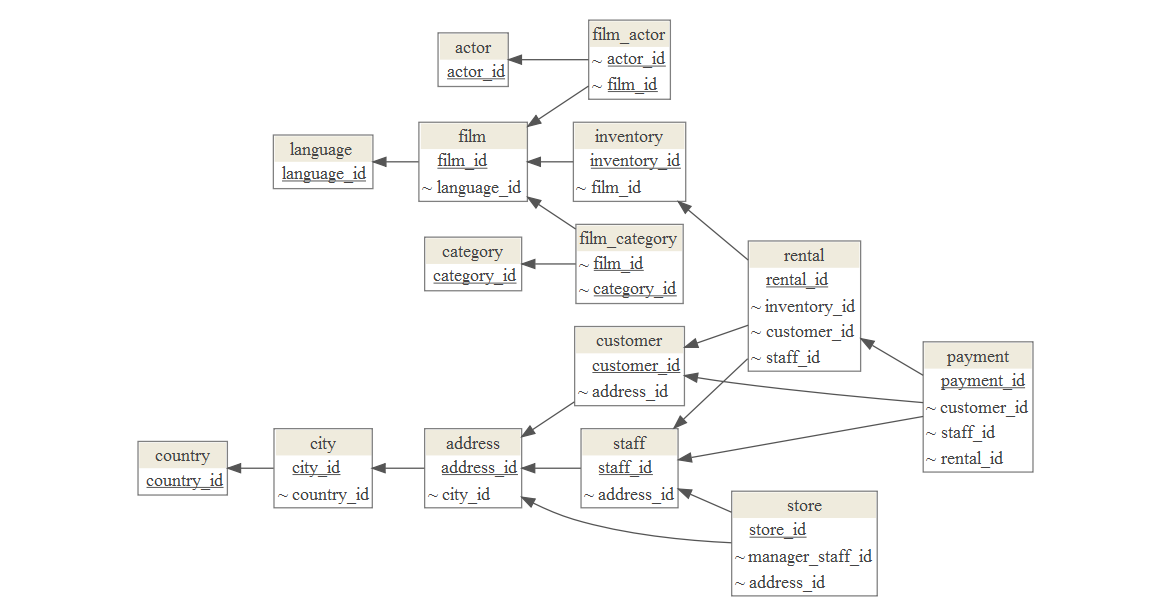 actor
actor_id
film_actor
~ actor_id
~ film_id
language
language_id
film
film_id
~ language_id
inventory
inventory_id
~ film_id
category
category_id
film_category
~ film_id
~ category_id
rental
rental_id
~ inventory_id
~ customer_id
~ staff_id
customer
customer_id
~ address_id
payment
payment_id
~ customer_id
~ staff_id
~ rental_id
country
country_id
city
city_id
~ country_id
address
address_id
~ city_id
staff
staff_id
~ address_id
store
store_id
~ manager_staff_id
~ address_id